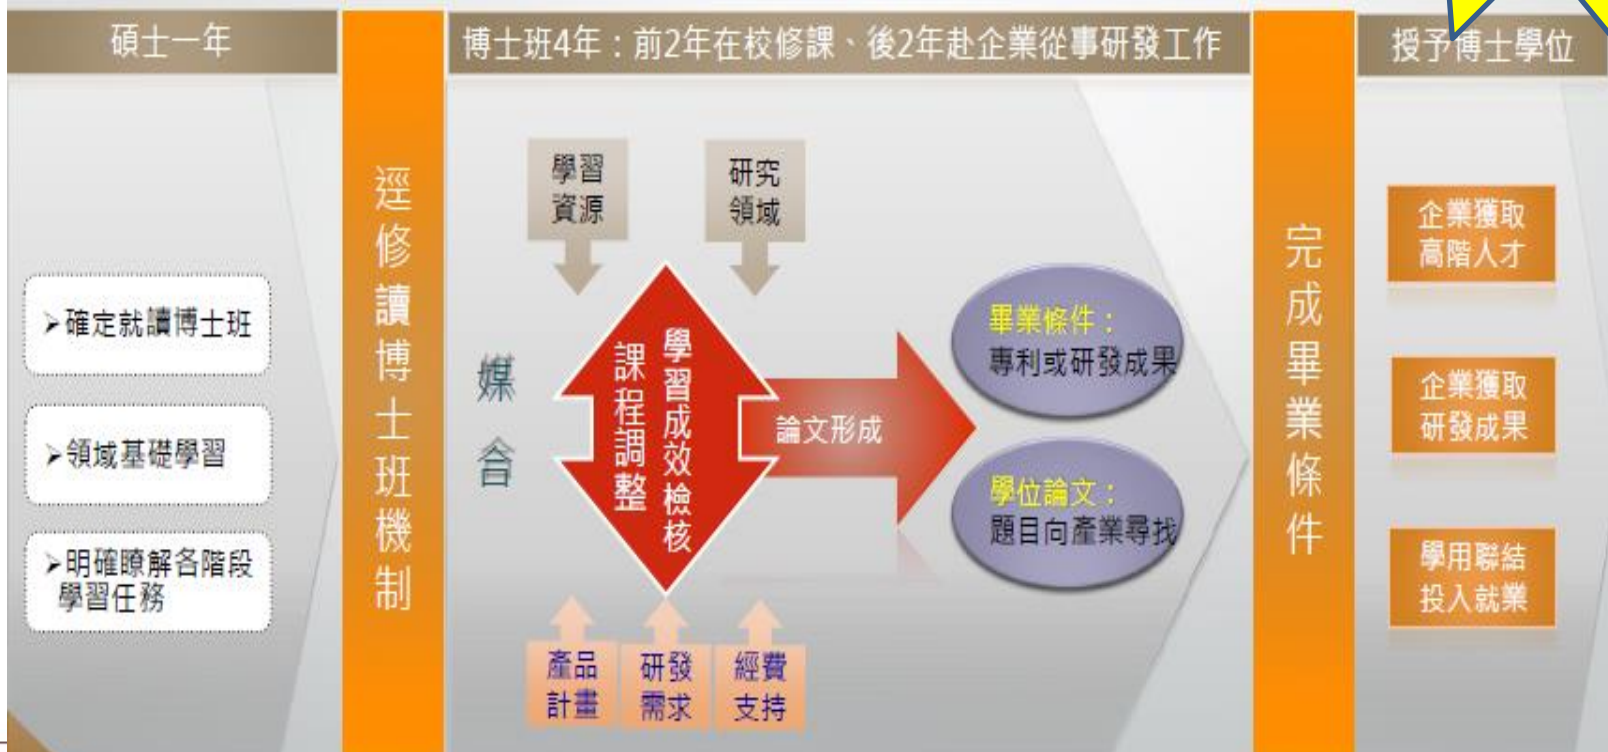 碩士一年
➢確定就讀博士班
➢領域基礎學習
➢明確瞭解各階段
學習任務
逕修讀博士班機制
博士班4年：前2年在校修課、後2年赴企業從事研發工作
學習
資源
研究
領域
媒合
學習成效檢核
課程調整
論文形成
產品
計畫
研發
需求
經費
支持
畢業條件：
專利或研發成果
學位論文：
題目向產業尋找
完成畢業條件
授予博士學位
企業獲取
高階人才
企業獲取
研發成果
學用聯結
投入就業